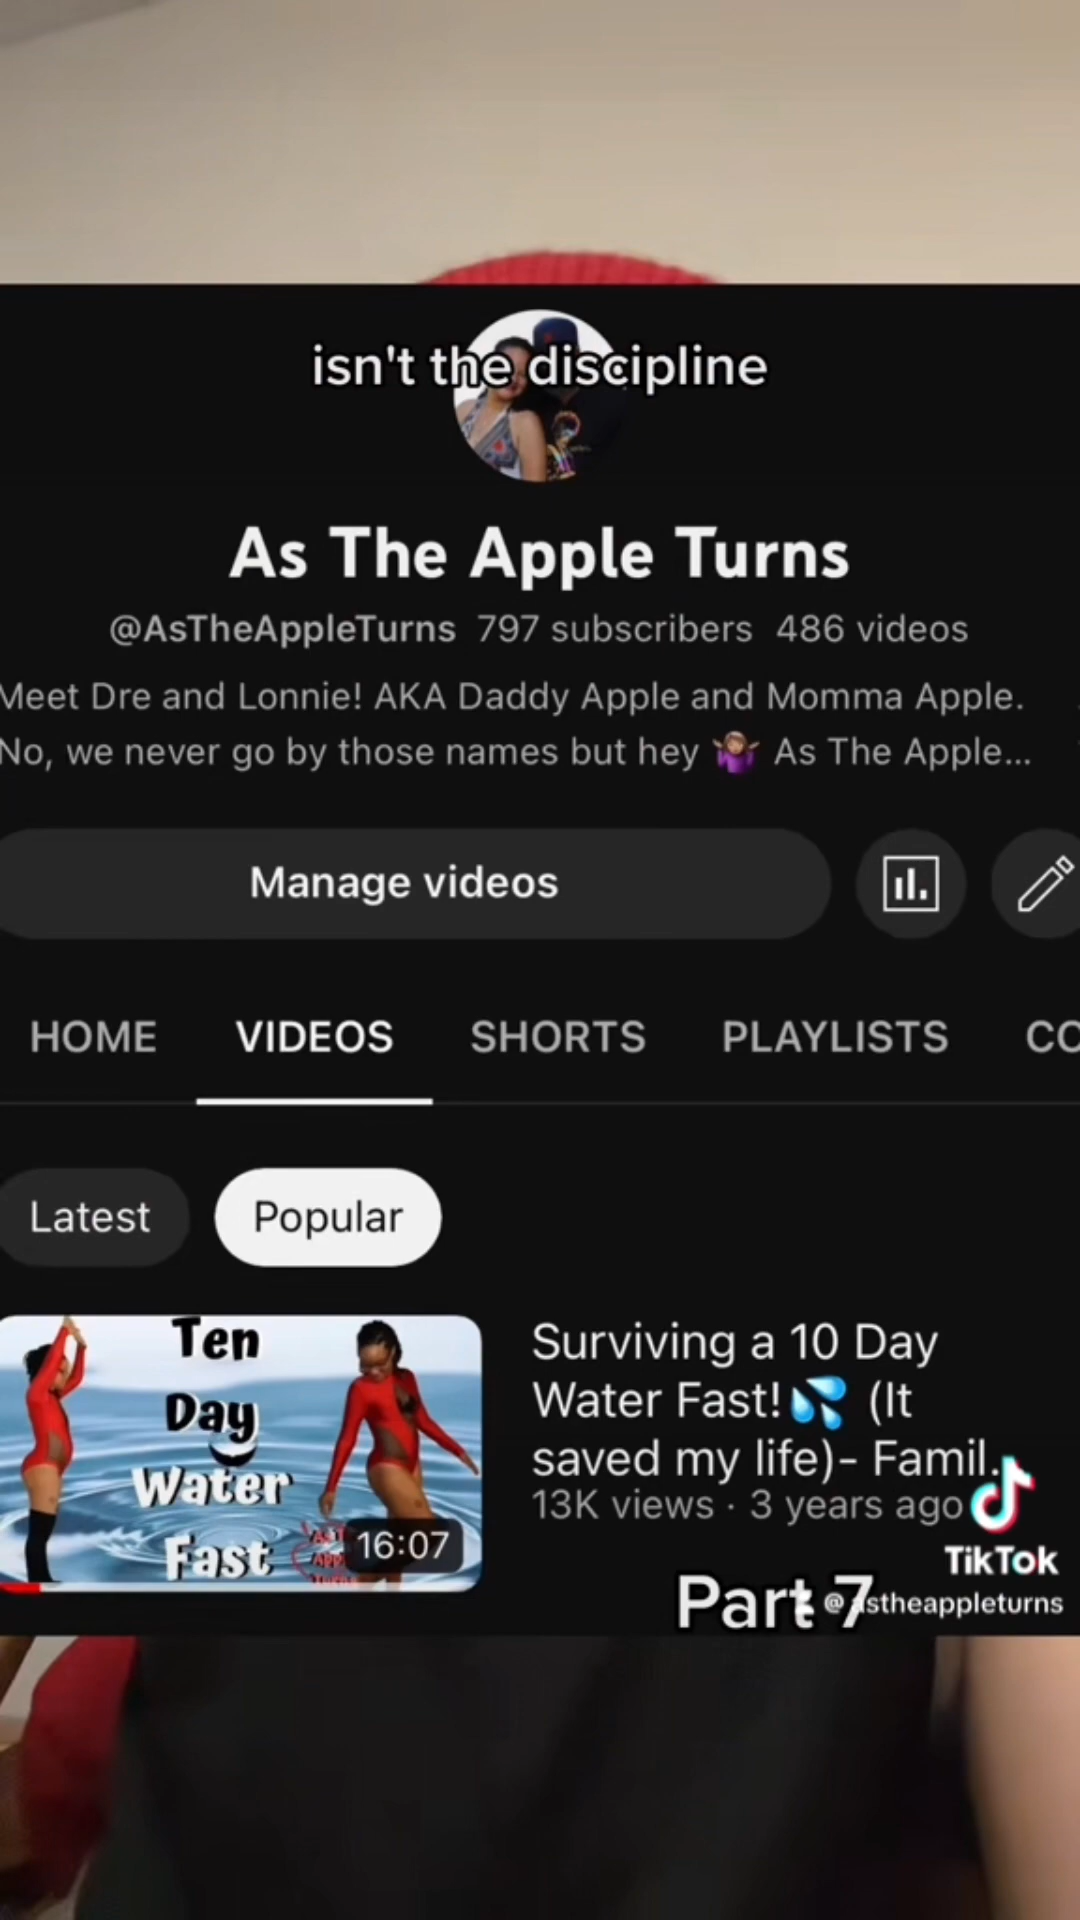 isn't the discipline
As The Apple Turns
@AsTheAppleTurns 797 subscribers 486 videos
Meet Dre and Lonnie! AKA Daddy Apple and Momma Apple.
No, we never go by those names but hey 🤷🏽‍♀️ As The Apple...
Manage videos
HOME VIDEOS SHORTS PLAYLISTS CO
Latest Popular
Ten
Day
Water
Fast
16:07
Surviving a 10 Day
Water Fast!💦 (It
saved my life)- Famil..
13K views · 3 years ago
TikTok
Part 7
@astheappleturns